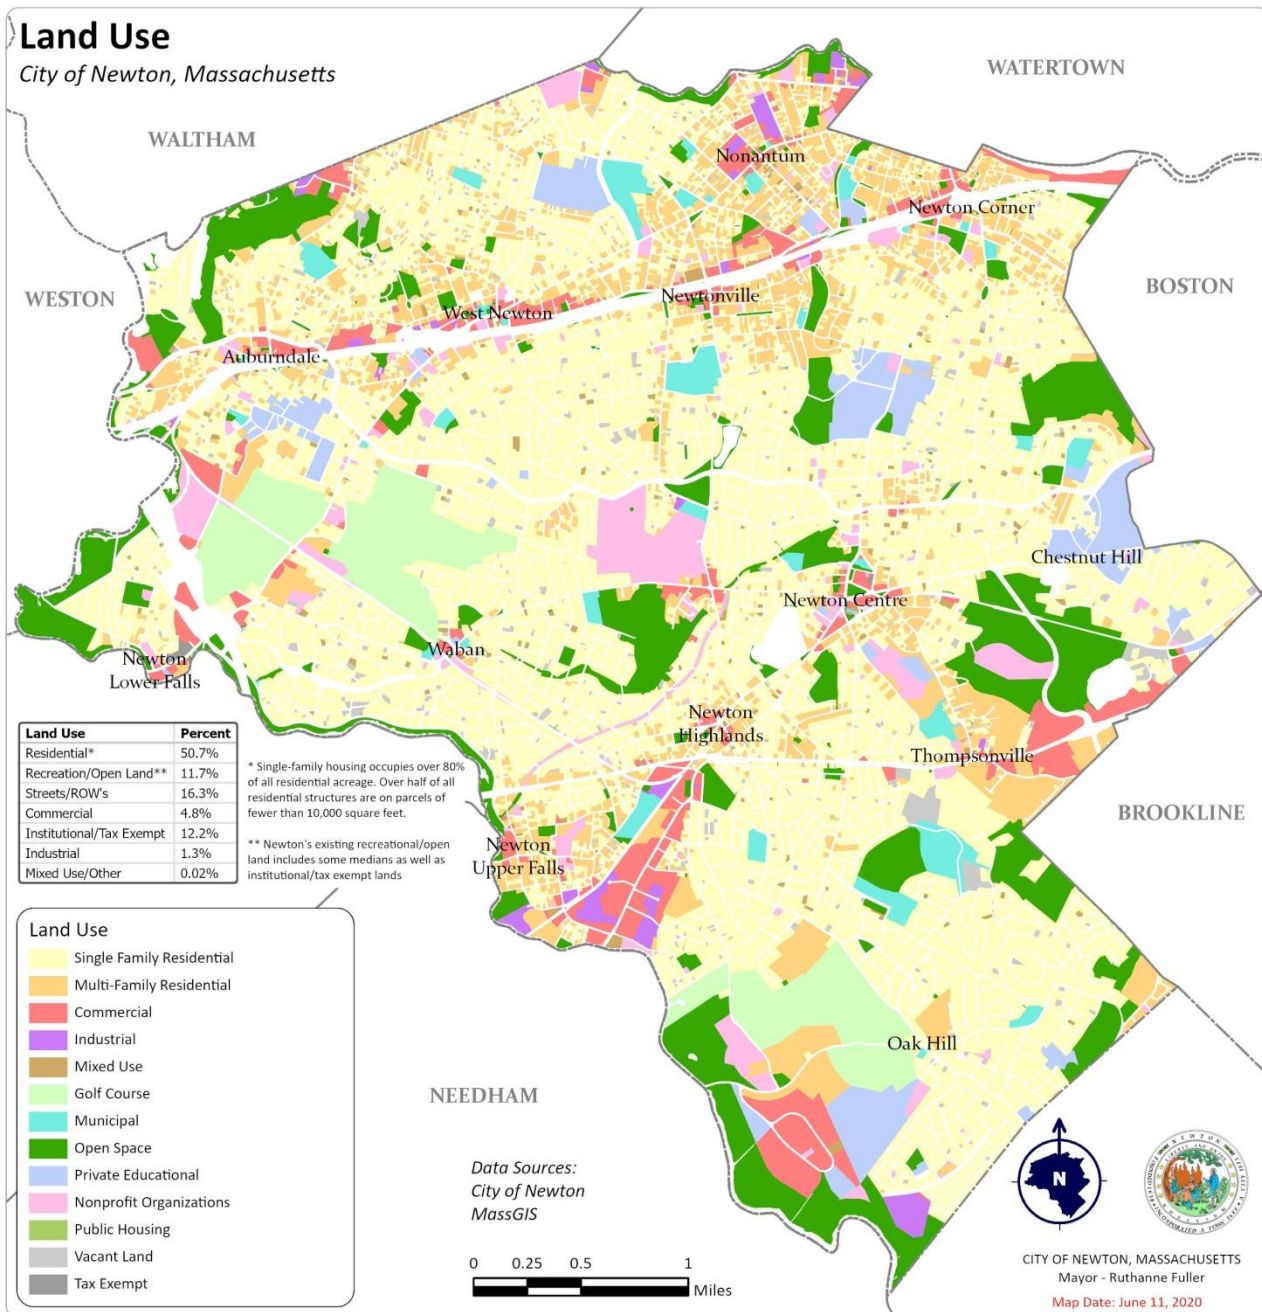 Land Use
City of Newton, Massachusetts
WATERTOWN
WALTHAM
Nonantum
Newton Corner
WESTON
BOSTON
Newtonville
West Newton
Auburndale
Chestnut Hill
Newton Centre
Waban
Newton
Lower Falls
Newton
Highlands
Thompsonville
BROOKLINE
Newton
Upper Falls
Land Use Percent
Residential* 50.7%
Recreation/Open Land** 11.7%
Streets/ROW's 16.3%
Commercial 4.8%
Institutional/Tax Exempt 12.2%
Industrial 1.3%
Mixed Use/Other 0.02%
* Single-family housing occupies over 80%
of all residential acreage. Over half of all
residential structures are on parcels of
fewer than 10,000 square feet.
** Newton's existing recreational/open
land includes some medians as well as
institutional/tax exempt lands
Land Use
Single Family Residential
Multi-Family Residential
Commercial
Industrial
Mixed Use
Golf Course
Municipal
Open Space
Private Educational
Nonprofit Organizations
Public Housing
Vacant Land
Tax Exempt
Oak Hill
NEEDHAM
Data Sources:
City of Newton
MassGIS
0 0.25 0.5 1
Miles
N
CITY OF NEWTON, MASSACHUSETTS
Mayor - Ruthanne Fuller
Map Date: June 11, 2020